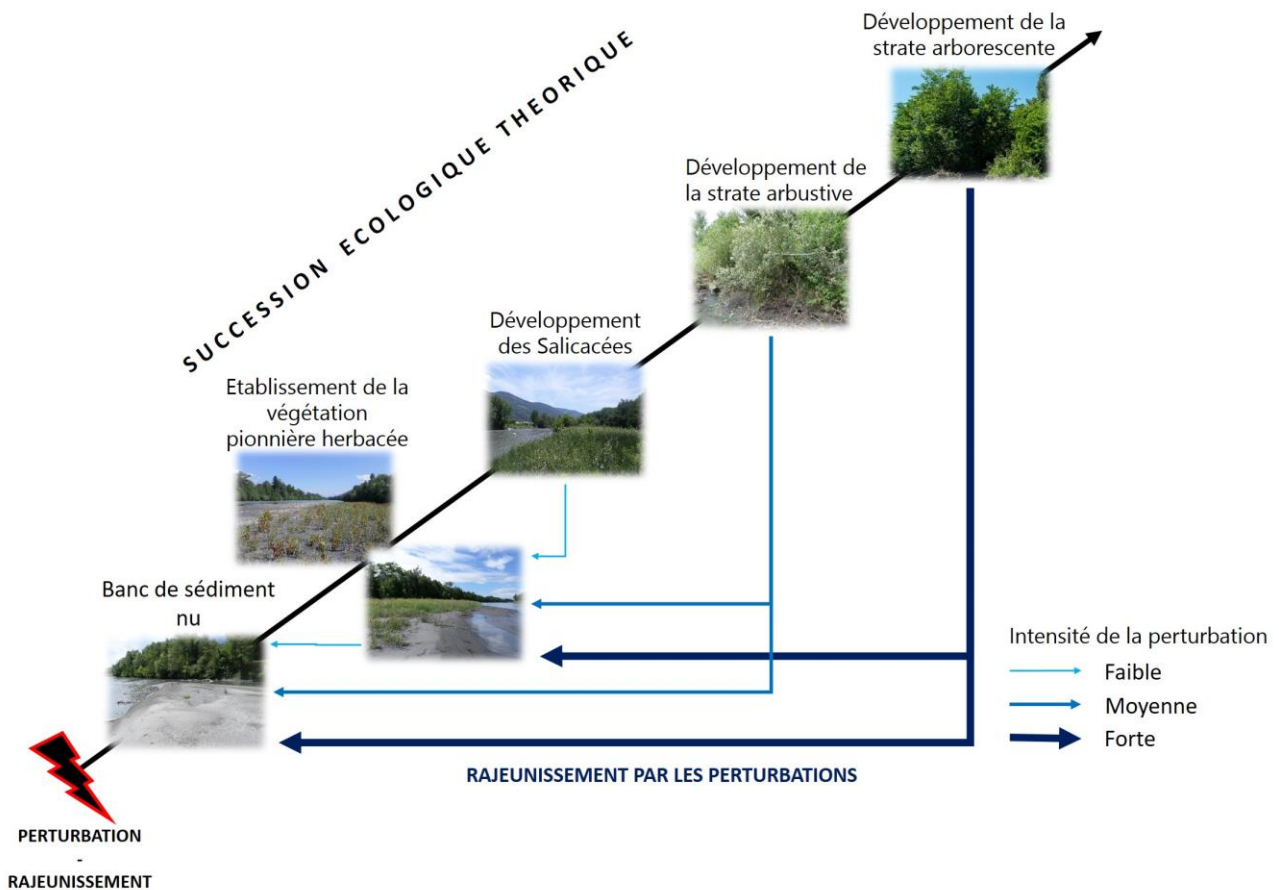 SUCCESSION ECOLOGIQUE THEORIQUE
Développement de la
strate arborescente
Développement de
la strate arbustive
Développement
des Salicacées
Etablissement de la
végétation
pionnière herbacée
Banc de sédiment
nu
Intensité de la perturbation
Faible
Moyenne
Forte
RAJEUNISSEMENT PAR LES PERTURBATIONS
PERTURBATION
-
RAJEUNISSEMENT